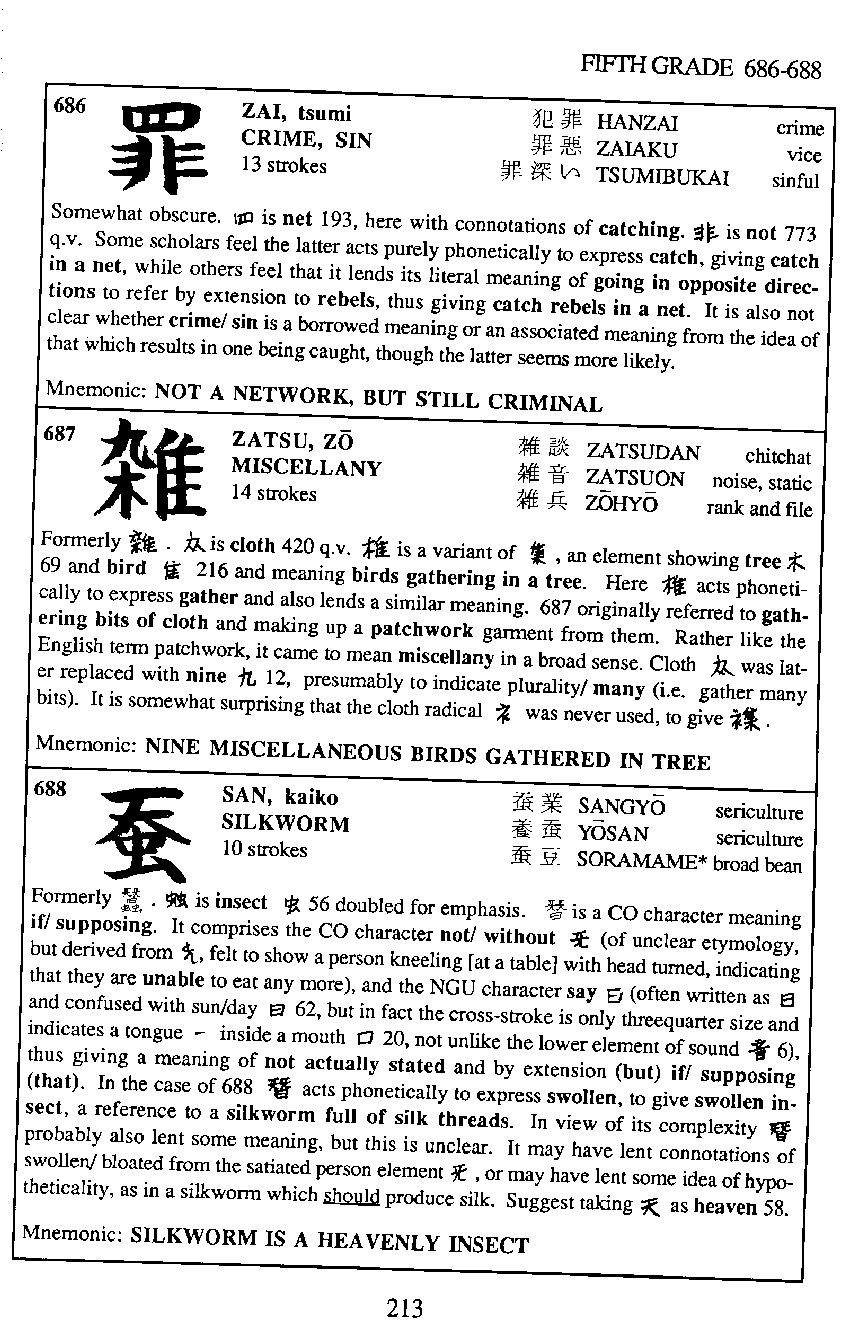 FIFTH GRADE 686-688
686 罪 ZAI, tsumi 犯罪 HANZAI crime
CRIME, SIN 罪悪 ZAIAKU vice
13 strokes 罪深い TSUMIBUKAI sinful
Somewhat obscure. 罒 is net 193, here with connotations of catching. 非 is not 773
q.v. Some scholars feel the latter acts purely phonetically to express catch, giving catch
in a net, while others feel that it lends its literal meaning of going in opposite direc-
tions to refer by extension to rebels, thus giving catch rebels in a net. It is also not
clear whether crime/ sin is a borrowed meaning or an associated meaning from the idea of
that which results in one being caught, though the latter seems more likely.
Mnemonic: NOT A NETWORK, BUT STILL CRIMINAL
687 雑 ZATSU, ZŌ 雑談 ZATSUDAN chitchat
MISCELLANY 雑音 ZATSUON noise, static
14 strokes 雑兵 ZŌHYŌ rank and file
Formerly . is cloth 420 q.v. is a variant of , an element showing tree 木
69 and bird 隹 216 and meaning birds gathering in a tree. Here acts phoneti-
cally to express gather and also lends a similar meaning. 687 originally referred to gath-
ering bits of cloth and making up a patchwork garment from them. Rather like the
English term patchwork, it came to mean miscellany in a broad sense. Cloth was lat-
er replaced with nine 九 12, presumably to indicate plurality/ many (i.e. gather many
bits). It is somewhat surprising that the cloth radical 衤 was never used, to give .
Mnemonic: NINE MISCELLANEOUS BIRDS GATHERED IN TREE
688 蚕 SAN, kaiko 蚕業 SANGYŌ sericulture
SILKWORM 養蚕 YŌSAN sericulture
10 strokes 蚕豆 SORAMAME* broad bean
Formerly 蠶. 䖵 is insect 虫 56 doubled for emphasis. 朁 is a CO character meaning
if/ supposing. It comprises the CO character not/ without 旡 (of unclear etymology,
but derived from , felt to show a person kneeling [at a table] with head turned, indicating
that they are unable to eat any more), and the NGU character say 曰 (often written as 日
and confused with sun/day 日 62, but in fact the cross-stroke is only threequarter size and
indicates a tongue – inside a mouth 口 20, not unlike the lower element of sound 音 6),
thus giving a meaning of not actually stated and by extension (but) if/ supposing
(that). In the case of 688 朁 acts phonetically to express swollen, to give swollen in-
sect, a reference to a silkworm full of silk threads. In view of its complexity 朁
probably also lent some meaning, but this is unclear. It may have lent connotations of
swollen/ bloated from the satiated person element 旡, or may have lent some idea of hypo-
theticality, as in a silkworm which should produce silk. Suggest taking 天 as heaven 58.
Mnemonic: SILKWORM IS A HEAVENLY INSECT
213